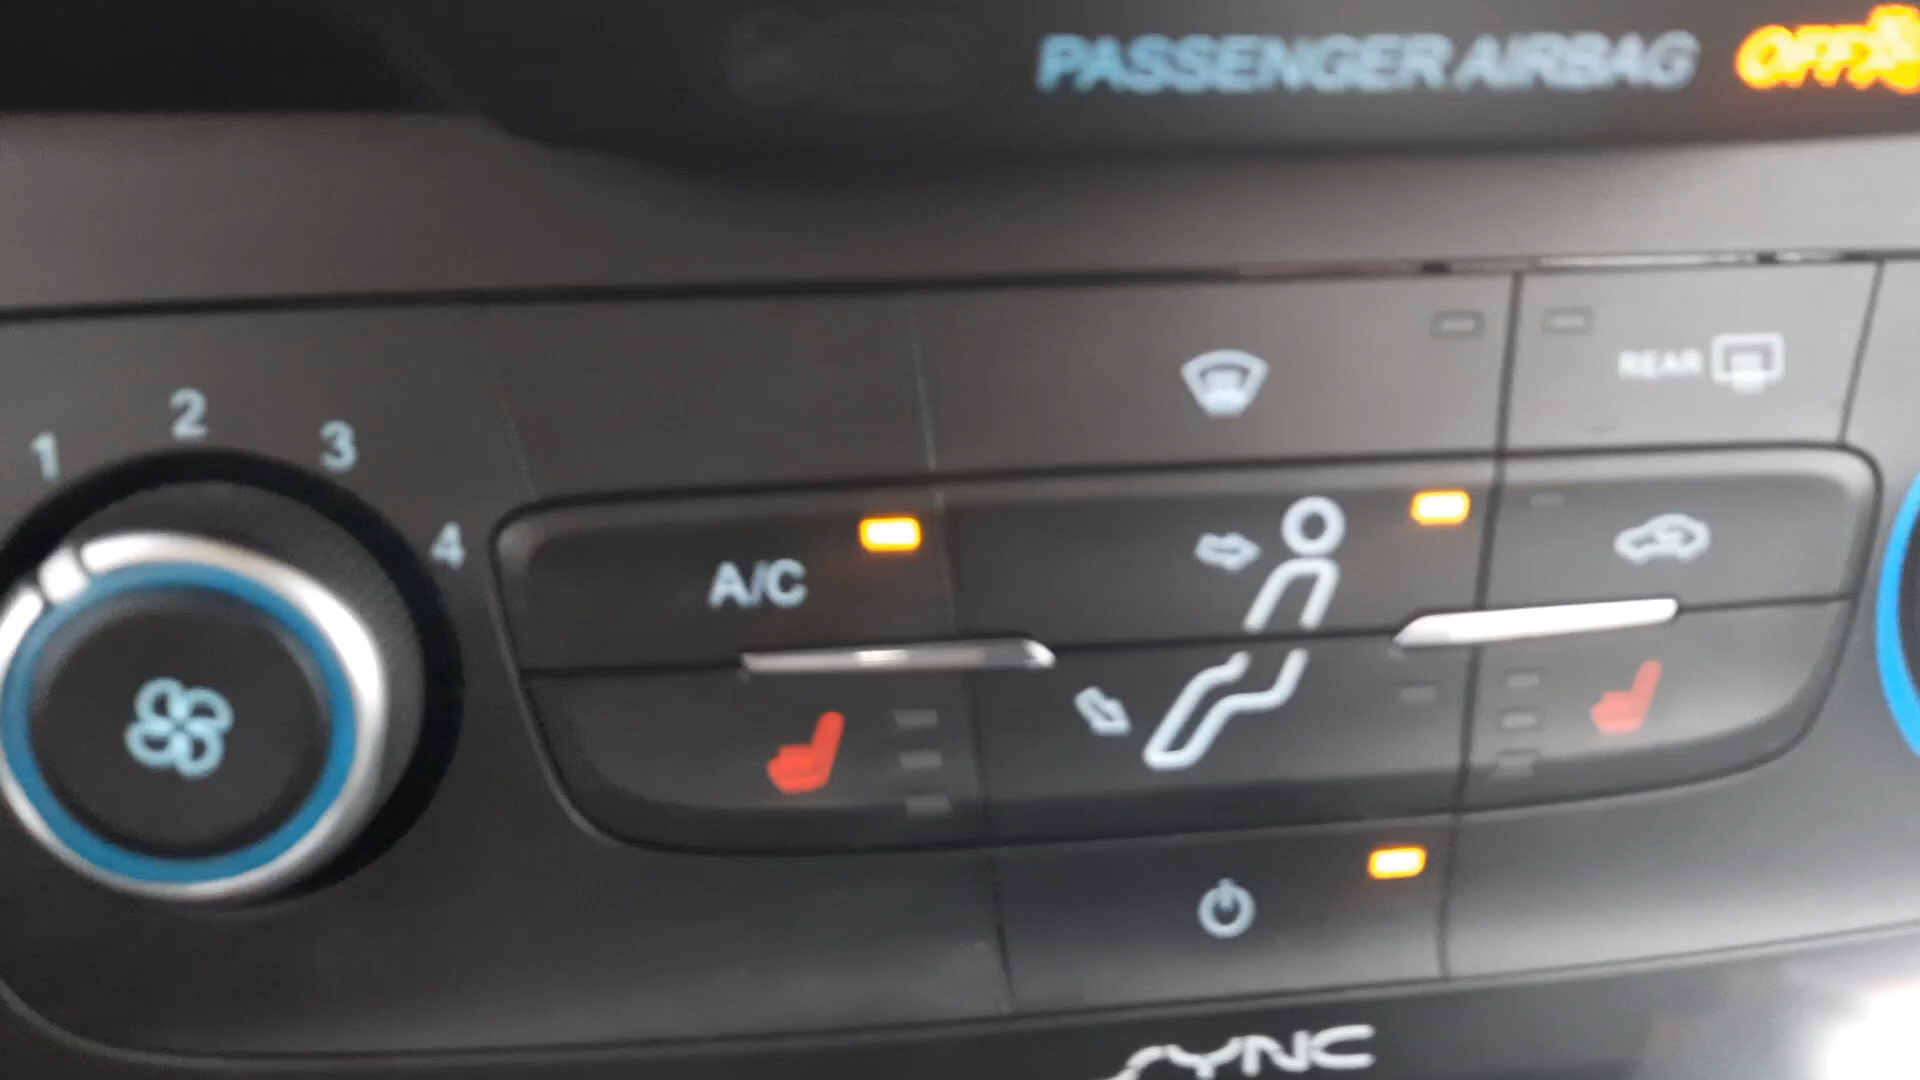 PASSENGER AIRBAG OFF
REAR
1 2 3 4
A/C
SYNC